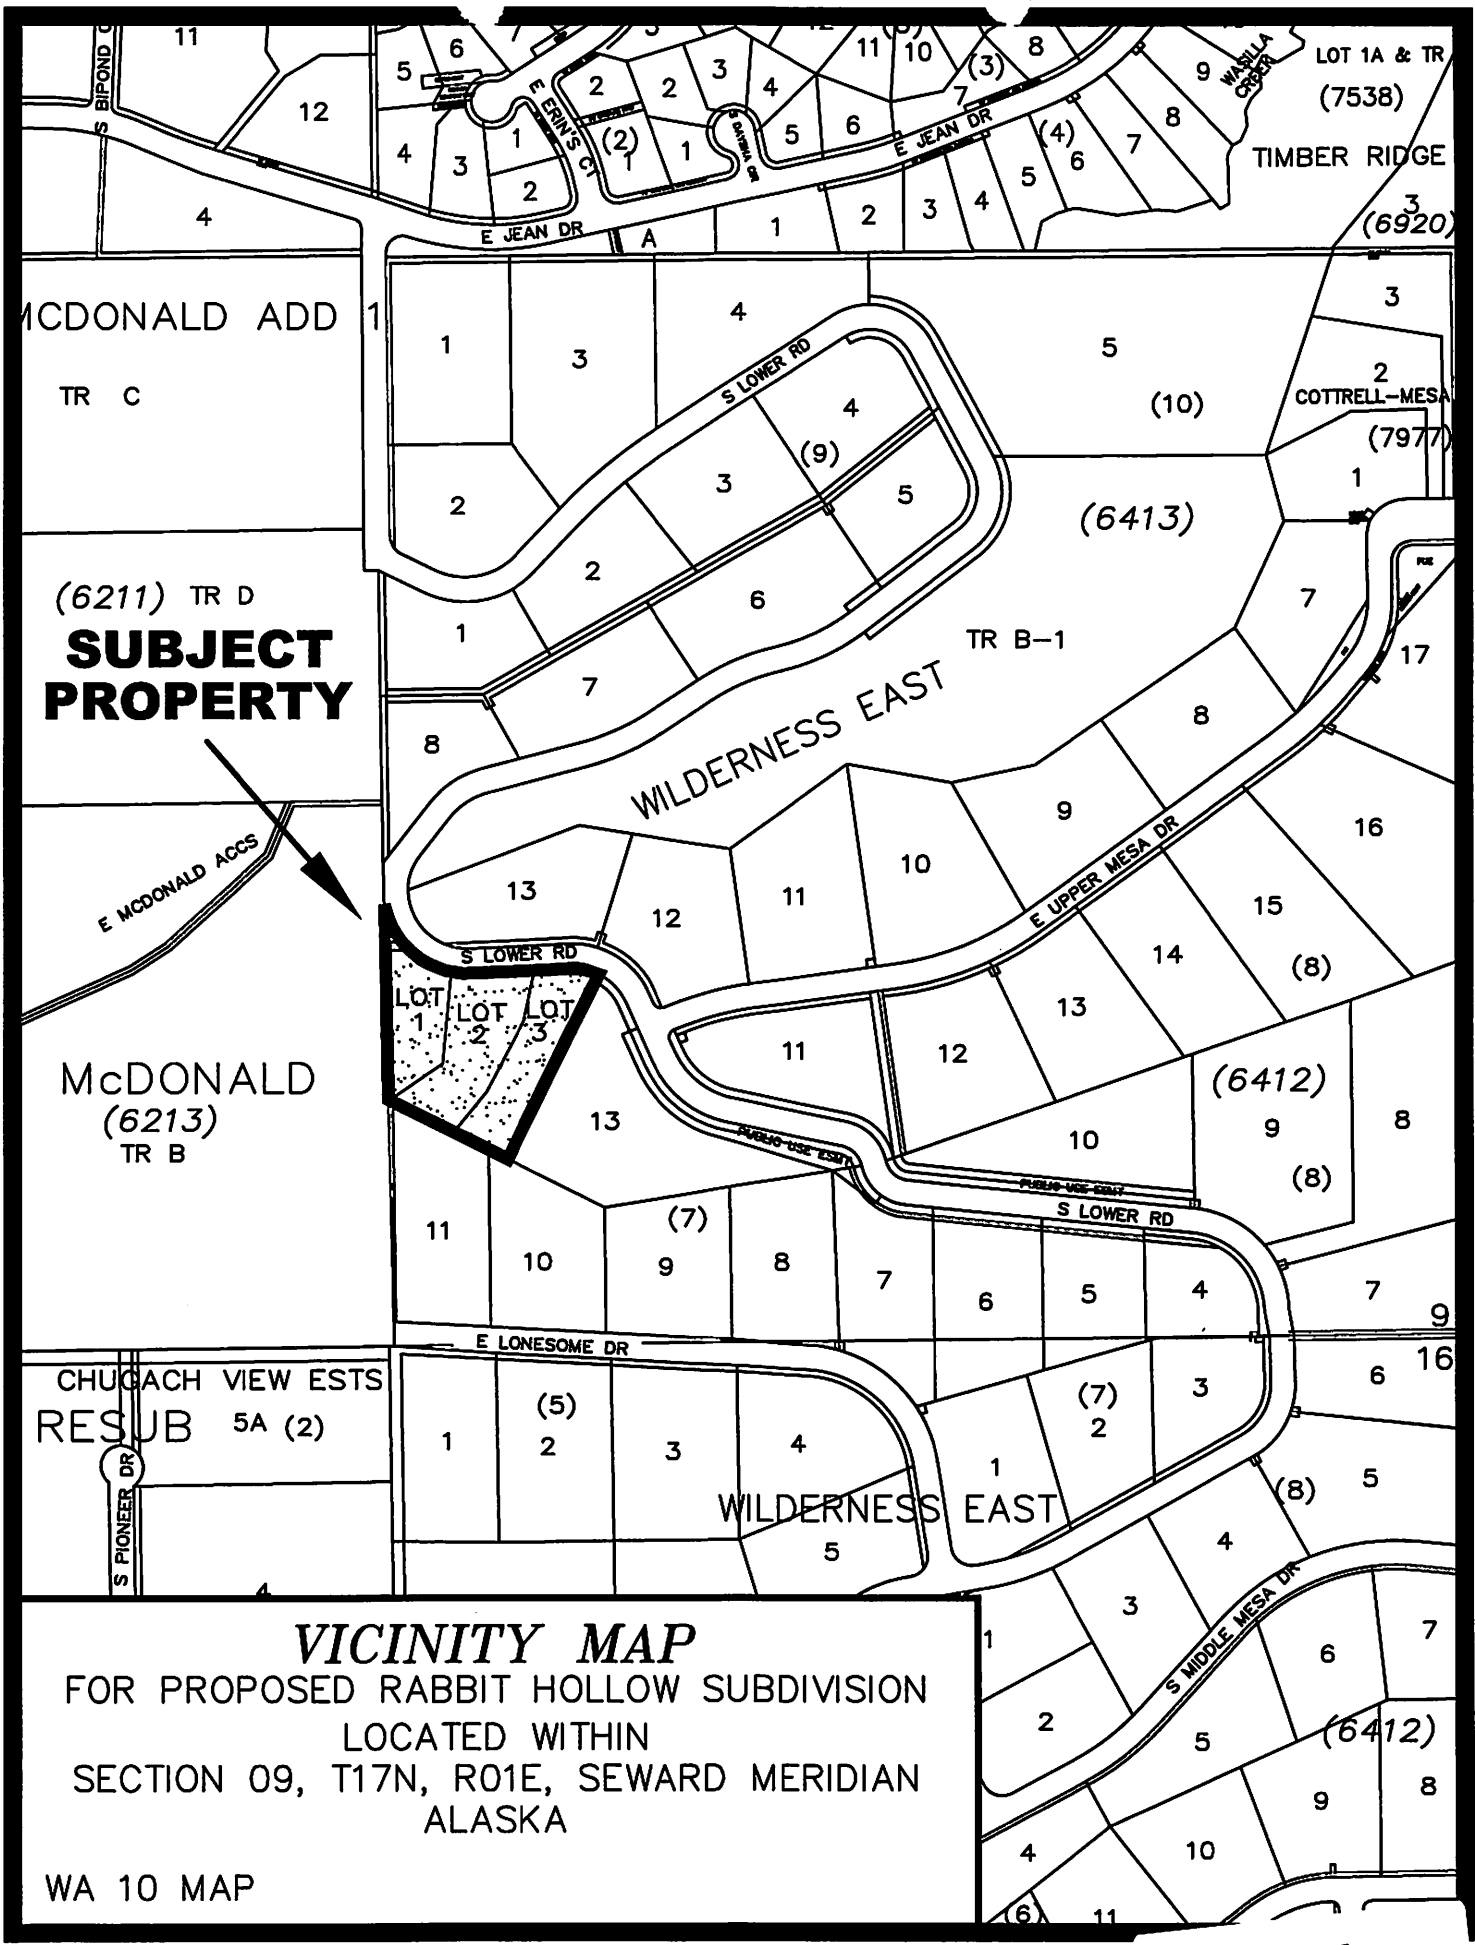 S BIPOND C
11
12
4
5
6
4
3
1
2
E ERIN'S CT
2
(2)
1
2
3
4
1
S DAYSHA CIR
5
6
11
10
7
(3)
8
9
WASILLA
CREEK
LOT 1A & TR
(7538)
TIMBER RIDGE
3
(6920)
E JEAN DR
E JEAN DR
(4)
8
7
6
5
4
3
2
1
A
MCDONALD ADD 1
TR C
1
3
4
S LOWER RD
5
(10)
3
2
COTTRELL-MESA
(7977)
1
4
(9)
3
5
2
2
6
(6413)
(6211) TR D
SUBJECT
PROPERTY
1
7
8
TR B-1
WILDERNESS EAST
7
PUE
17
8
9
16
E UPPER MESA DR
E MCDONALD ACCS
13
12
11
10
15
14
(8)
13
S LOWER RD
LOT
1
LOT
2
LOT
3
McDONALD
(6213)
TR B
11
12
13
10
(6412)
9
(8)
8
PUBLIC USE ESMT
PUBLIC USE ESMT
S LOWER RD
11
10
(7)
9
8
7
6
5
4
7
9
16
E LONESOME DR
CHUGACH VIEW ESTS
RESUB 5A (2)
S PIONEER DR
4
1
(5)
2
3
4
5
WILDERNESS EAST
1
(7)
2
3
6
(8)
5
4
3
1
2
S MIDDLE MESA DR
7
6
5
(6412)
8
9
10
4
(6)
11
VICINITY MAP
FOR PROPOSED RABBIT HOLLOW SUBDIVISION
LOCATED WITHIN
SECTION 09, T17N, R01E, SEWARD MERIDIAN
ALASKA
WA 10 MAP